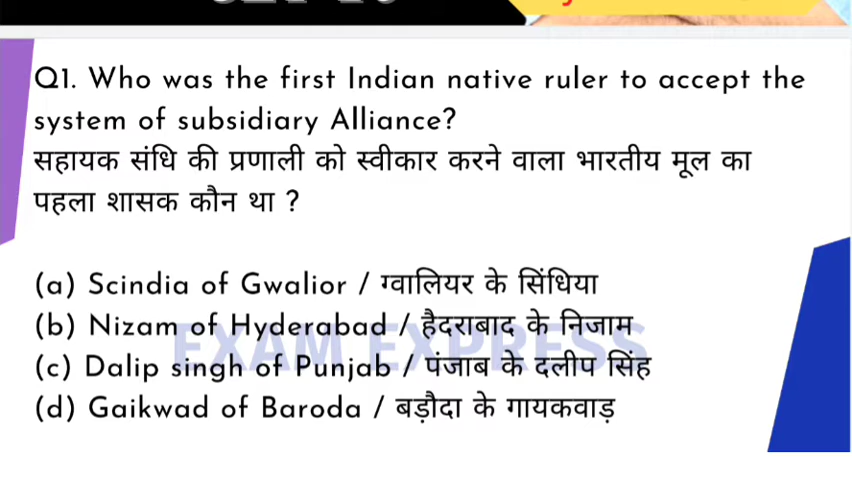 Q1. Who was the first Indian native ruler to accept the
system of subsidiary Alliance?
सहायक संधि की प्रणाली को स्वीकार करने वाला भारतीय मूल का
पहला शासक कौन था ?
(a) Scindia of Gwalior / ग्वालियर के सिंधिया
(b) Nizam of Hyderabad / हैदराबाद के निजाम
(c) Dalip singh of Punjab / पंजाब के दलीप सिंह
(d) Gaikwad of Baroda / बड़ौदा के गायकवाड़
EXAM EXPRESS